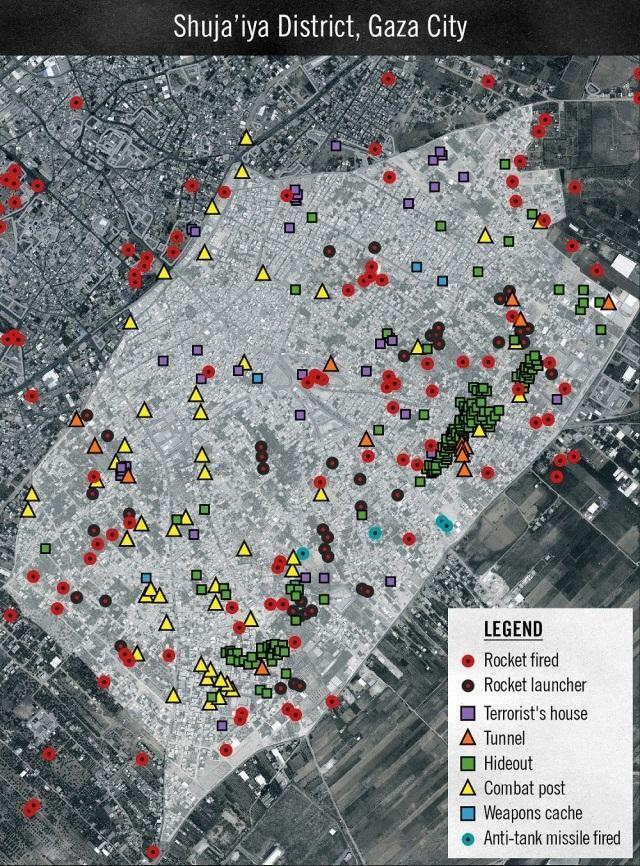 Shuja'iya District, Gaza City
LEGEND
Rocket fired
Rocket launcher
Terrorist's house
Tunnel
Hideout
Combat post
Weapons cache
Anti-tank missile fired